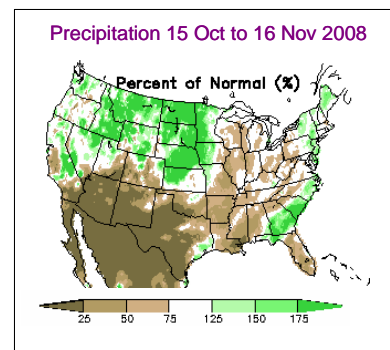 Precipitation 15 Oct to 16 Nov 2008
Percent of Normal (%)
25 50 75 125 150 175